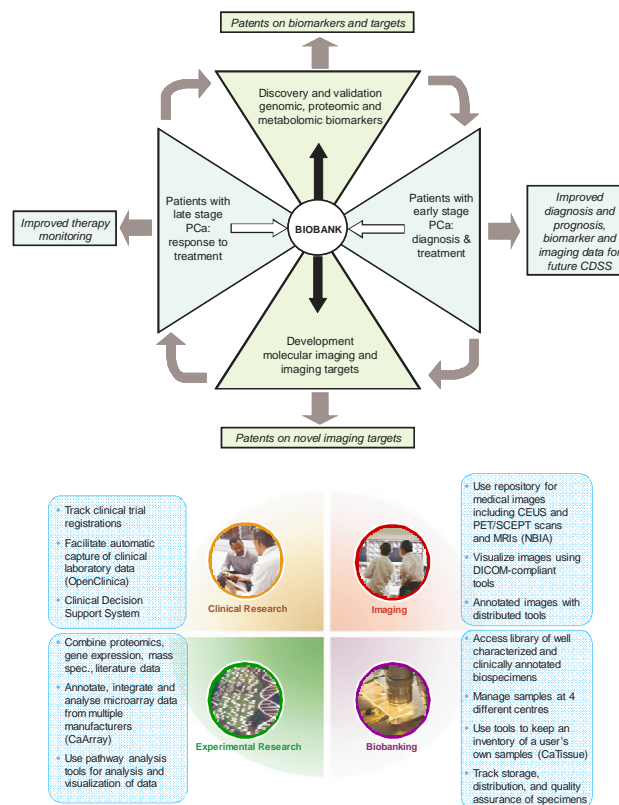 Patents on biomarkers and targets
Discovery and validation
genomic, proteomic and
metabolomic biomarkers
Patients with
late stage
PCa:
response to
treatment
BIOBANK
Patients with
early stage
PCa:
diagnosis &
treatment
Improved therapy
monitoring
Improved
diagnosis and
prognosis,
biomarker and
imaging data for
future CDSS
Development
molecular imaging and
imaging targets
Patents on novel imaging targets
Track clinical trial
registrations
Facilitate automatic
capture of clinical
laboratory data
(OpenClinica)
Clinical Decision
Support System
Clinical Research
Use repository for
medical images
including CEUS and
PET/SCEPT scans
and MRIs (NBIA)
Visualize images using
DICOM-compliant
tools
Annotated images with
distributed tools
Imaging
Combine proteomics,
gene expression, mass
spec., literature data
Annotate, integrate and
analyse microarray data
from multiple
manufacturers
(CaArray)
Use pathway analysis
tools for analysis and
visualization of data
Experimental Research
Access library of well
characterized and
clinically annotated
biospecimens
Manage samples at 4
different centres
Use tools to keep an
inventory of a user's
own samples (CaTissue)
Track storage,
distribution, and quality
assurance of specimens
Biobanking